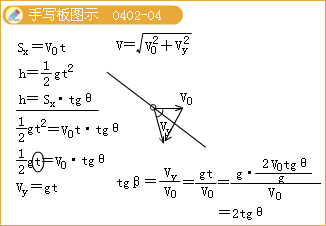 手写板图示 0402-04
Sx=V0t
h=1/2gt²
h=Sx·tgθ
1/2gt²=V0t·tgθ
1/2gt=V0·tgθ
Vy=gt
V=√(V0²+Vy²)
V0
Vy
tgβ=Vy/V0=gt/V0=(g·2V0tgθ/g)/V0
=2tgθ